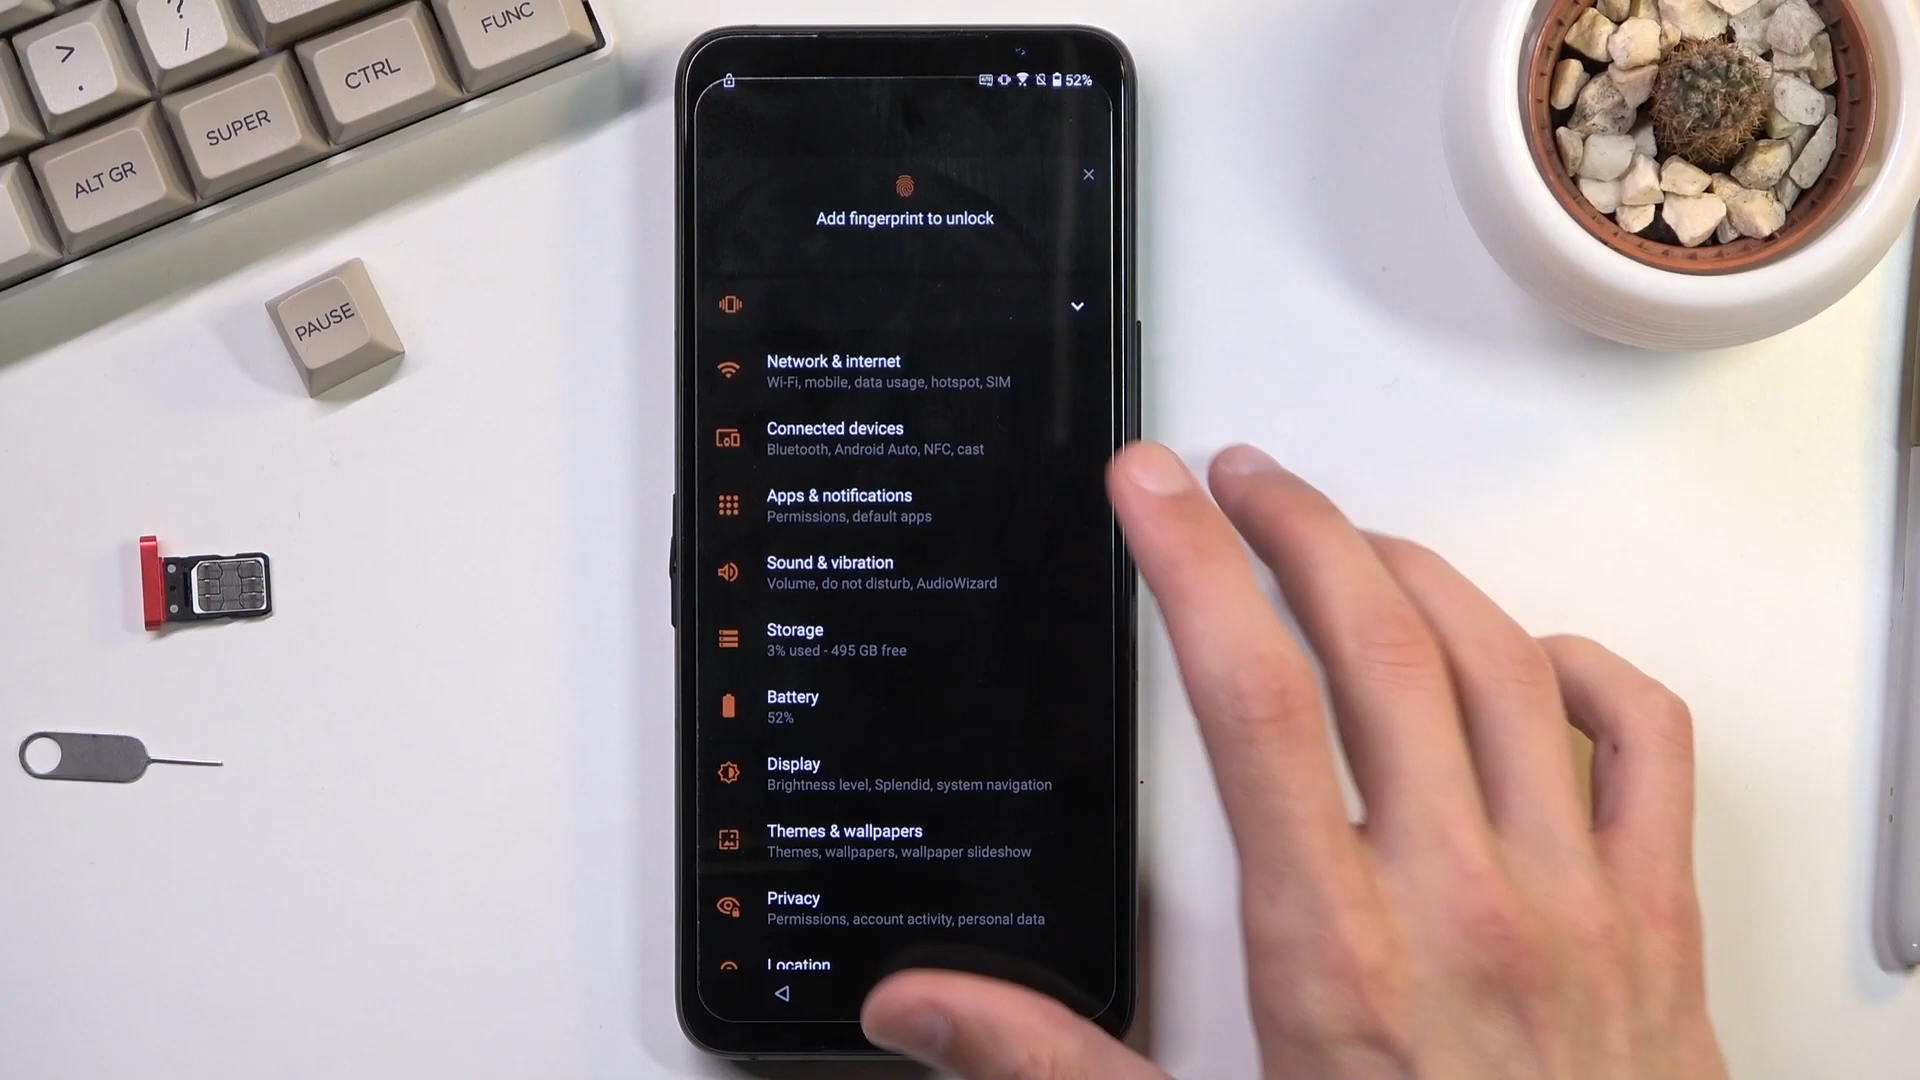 > .
? /
FUNC
CTRL
SUPER
ALT GR
PAUSE
52%
Add fingerprint to unlock
Network & internet
Wi-Fi, mobile, data usage, hotspot, SIM
Connected devices
Bluetooth, Android Auto, NFC, cast
Apps & notifications
Permissions, default apps
Sound & vibration
Volume, do not disturb, AudioWizard
Storage
3% used - 495 GB free
Battery
52%
Display
Brightness level, Splendid, system navigation
Themes & wallpapers
Themes, wallpapers, wallpaper slideshow
Privacy
Permissions, account activity, personal data
Location